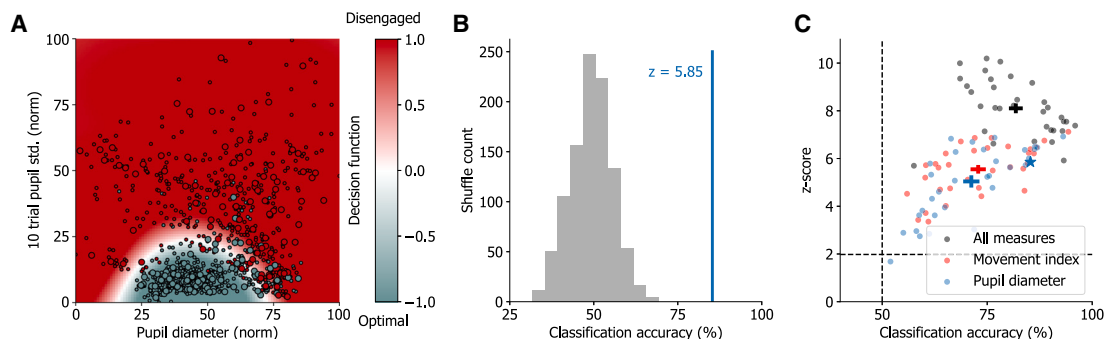 A
Disengaged
100
75
50
25
0
10 trial pupil std. (norm)
0 25 50 75 100
Pupil diameter (norm)
1.0
0.5
0.0
−0.5
−1.0
Decision function
Optimal
B
250
200
150
100
50
0
Shuffle count
z = 5.85
25 50 75 100
Classification accuracy (%)
C
10
8
6
4
2
0
z-score
All measures
Movement index
Pupil diameter
50 75 100
Classification accuracy (%)